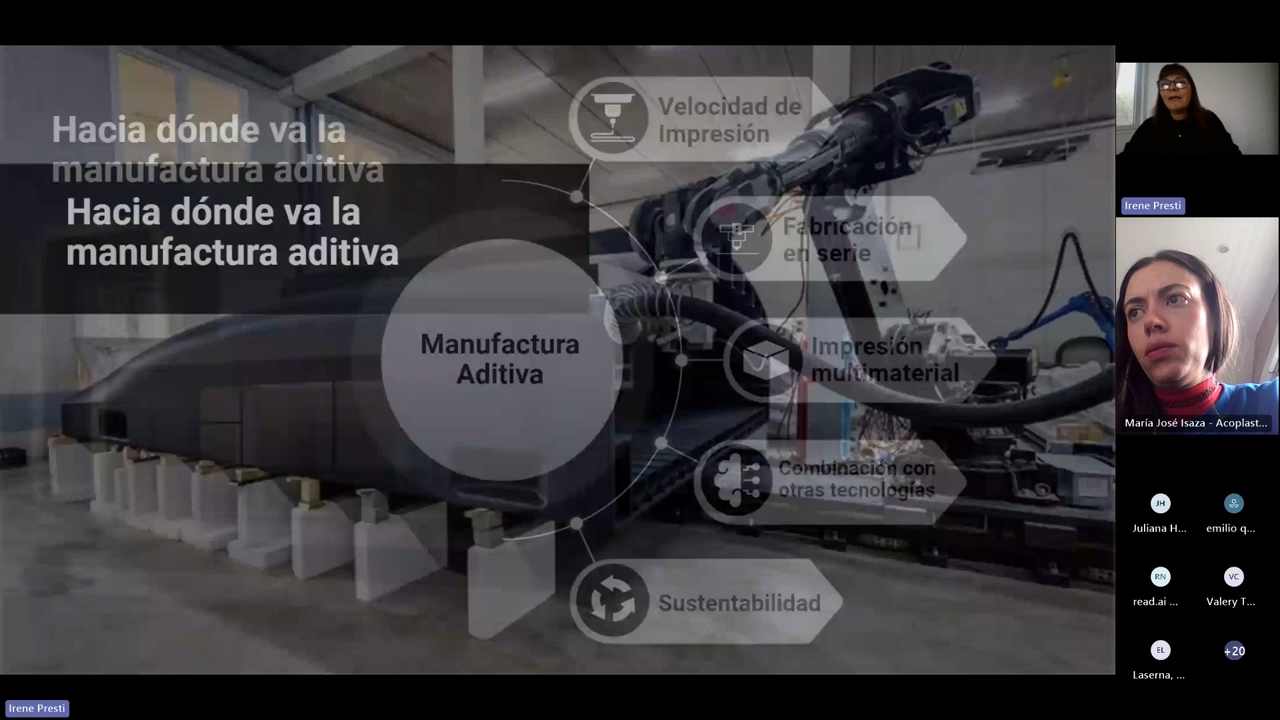 Hacia dónde va la
manufactura aditiva
Hacia dónde va la
manufactura aditiva
Manufactura
Aditiva
Velocidad de
Impresión
Fabricación
en serie
Impresión
multimaterial
Combinación con
otras tecnologías
Sustentabilidad
Irene Presti
María José Isaza - Acoplast...
JH
Juliana H...
emilio q...
RN
read.ai ...
VC
Valery T...
EL
Laserna, ...
+20
Irene Presti